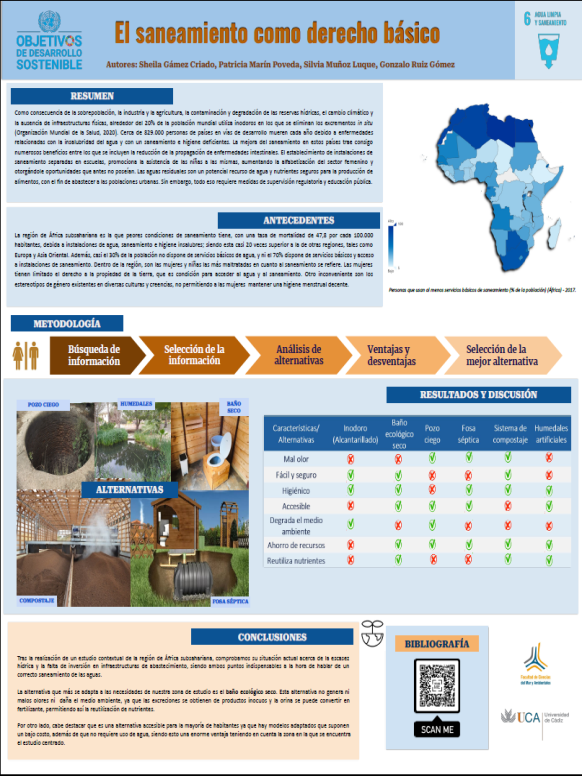 OBJETIVOS
DE DESARROLLO
SOSTENIBLE
El saneamiento como derecho básico
Autores: Sheila Gámez Criado, Patricia Marín Poveda, Silvia Muñoz Luque, Gonzalo Ruiz Gómez
6 AGUA LIMPIA
Y SANEAMIENTO
RESUMEN
Como consecuencia de la sobrepoblación, la industria y la agricultura, la contaminación y degradación de las reservas hídricas, el cambio climático y
la ausencia de infraestructuras físicas, alrededor del 20% de la población mundial utiliza inodoros en los que se eliminan los excrementos in situ
(Organización Mundial de la Salud, 2020). Cerca de 829.000 personas de países en vías de desarrollo mueren cada año debido a enfermedades
relacionadas con la insalubridad del agua y con un saneamiento e higiene deficientes. La mejora del saneamiento en estos países trae consigo
numerosos beneficios entre los que se incluyen la reducción de la propagación de enfermedades intestinales. El establecimiento de instalaciones de
saneamiento separadas en escuelas, promociona la asistencia de las niñas a las mismas, aumentando la alfabetización del sector femenino y
otorgándole oportunidades que antes no poseían. Las aguas residuales son un potencial recurso de agua y nutrientes seguros para la producción de
alimentos, con el fin de abastecer a las poblaciones urbanas. Sin embargo, todo eso requiere medidas de supervisión regulatoria y educación pública.
ANTECEDENTES
La región de África subsahariana es la que peores condiciones de saneamiento tiene, con una tasa de mortalidad de 47,8 por cada 100.000
habitantes, debida a instalaciones de agua, saneamiento e higiene insalubres; siendo esta casi 20 veces superior a la de otras regiones, tales como
Europa y Asia Oriental. Además, casi el 30% de la población no dispone de servicios básicos de agua, y ni el 70% dispone de servicios básicos y acceso
a instalaciones de saneamiento. Dentro de la región, son las mujeres y niñas las más maltratadas en cuanto al saneamiento se refiere. Las mujeres
tienen limitado el derecho a la propiedad de la tierra, que es condición para acceder al agua y el saneamiento. Otro inconveniente son los
estereotipos de género existentes en diversas culturas y creencias, no permitiendo a las mujeres mantener una higiene menstrual decente.
Personas que usan al menos servicios básicos de saneamiento (% de la población) (África) - 2017.
METODOLOGÍA
Búsqueda de
información
Selección de la
información
Análisis de
alternativas
Ventajas y
desventajas
Selección de la
mejor alternativa
POZO CIEGO
HUMEDALES
BAÑO
SECO
ALTERNATIVAS
COMPOSTAJE
FOSA SÉPTICA
RESULTADOS Y DISCUSIÓN
Características/
Alternativas
Inodoro
(Alcantarillado)
Baño
ecológico
seco
Pozo
ciego
Fosa
séptica
Sistema de
compostaje
Humedales
artificiales
Mal olor
Fácil y seguro
Higiénico
Accesible
Degrada el medio
ambiente
Ahorro de recursos
Reutiliza nutrientes
CONCLUSIONES
Tras la realización de un estudio contextual de la región de África subsahariana, comprobamos su situación actual acerca de la escasez
hídrica y la falta de inversión en infraestructuras de abastecimiento, siendo ambos puntos indispensables a la hora de hablar de un
correcto saneamiento de las aguas.
La alternativa que más se adapta a las necesidades de nuestra zona de estudio es el baño ecológico seco. Esta alternativa no genera ni
malos olores ni daña el medio ambiente, ya que las excreciones se obtienen de productos inocuos y la orina se puede convertir en
fertilizante, permitiendo así la reutilización de nutrientes.
Por otro lado, cabe destacar que es una alternativa accesible para la mayoría de habitantes ya que hay modelos adaptados que suponen
un bajo costo, además de que no requiere uso de agua, siendo esto una enorme ventaja teniendo en cuenta la zona en la que se encuentra
el estudio centrado.
BIBLIOGRAFÍA
SCAN ME
Facultad de Ciencias
del Mar y Ambientales
UCA
Universidad
de Cádiz